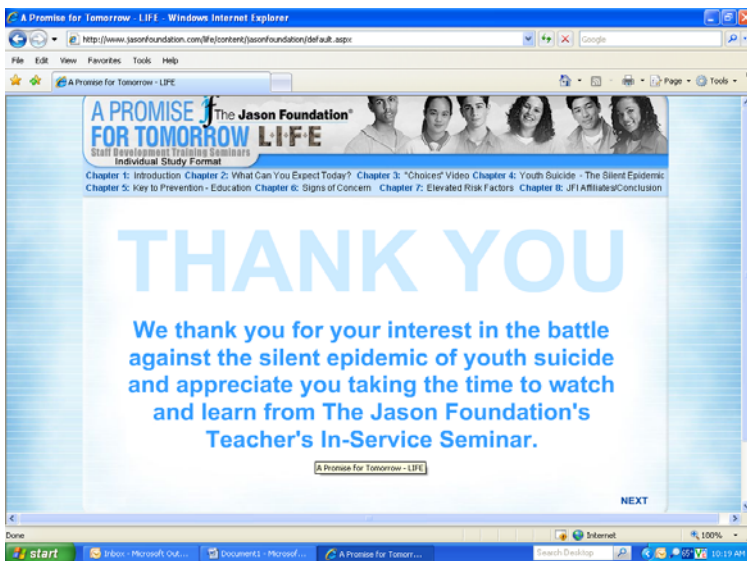 A Promise for Tomorrow - LIFE - Windows Internet Explorer
http://www.jasonfoundation.com/life/content/jasonfoundation/default.aspx
Google
File Edit View Favorites Tools Help
A Promise for Tomorrow - LIFE
Page Tools
A PROMISE
FOR TOMORROW
The Jason Foundation®
L·I·F·E
Staff Development Training Seminars
Individual Study Format
Chapter 1: Introduction Chapter 2: What Can You Expect Today? Chapter 3: "Choices" Video Chapter 4: Youth Suicide - The Silent Epidemic
Chapter 5: Key to Prevention - Education Chapter 6: Signs of Concern Chapter 7: Elevated Risk Factors Chapter 8: JFI Affiliates/Conclusion
THANK YOU
We thank you for your interest in the battle
against the silent epidemic of youth suicide
and appreciate you taking the time to watch
and learn from The Jason Foundation's
Teacher's In-Service Seminar.
A Promise for Tomorrow - LIFE
NEXT
Done
Internet
100%
start
Inbox - Microsoft Out...
Document1 - Microsof...
A Promise for Tomorr...
Search Desktop
65°
10:19 AM